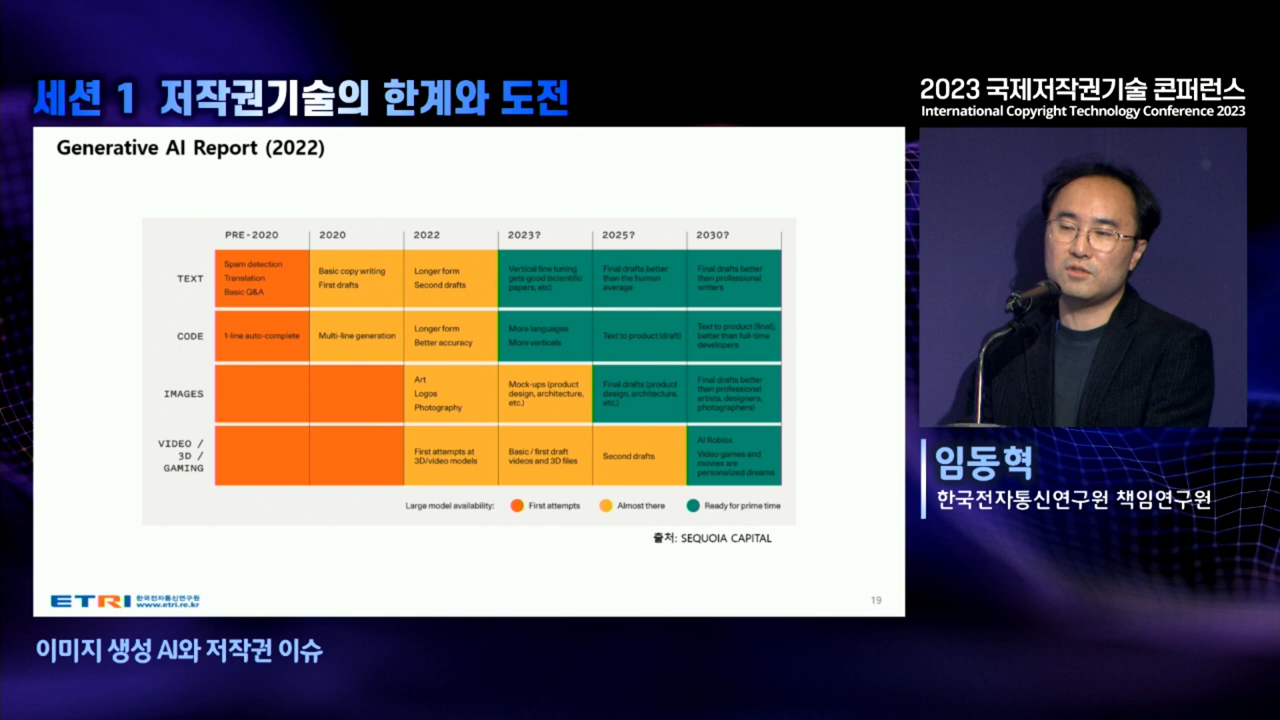 세션 1 저작권기술의 한계와 도전
2023 국제저작권기술 콘퍼런스
International Copyright Technology Conference 2023
Generative AI Report (2022)
PRE-2020 2020 2022 2023? 2025? 2030?
TEXT
Spam detection
Translation
Basic Q&A
Basic copy writing
First drafts
Longer form
Second drafts
Vertical fine tuning
gets good (scientific
papers, etc)
Final drafts better
than the human
average
Final drafts better
than professional
writers
CODE
1-line auto-complete
Multi-line generation
Longer form
Better accuracy
More languages
More verticals
Text to product (draft)
Text to product (final),
better than full-time
developers
IMAGES
Art
Logos
Photography
Mock-ups (product
design, architecture,
etc.)
Final drafts (product
design, architecture,
etc.)
Final drafts better
than professional
artists, designers,
photographers)
VIDEO /
3D /
GAMING
First attempts at
3D/video models
Basic / first draft
videos and 3D files
Second drafts
AI Roblox
Video games and
movies are
personalized dreams
Large model availability: First attempts Almost there Ready for prime time
출처: SEQUOIA CAPITAL
ETRI 한국전자통신연구원
www.etri.re.kr
19
임동혁
한국전자통신연구원 책임연구원
이미지 생성 AI와 저작권 이슈